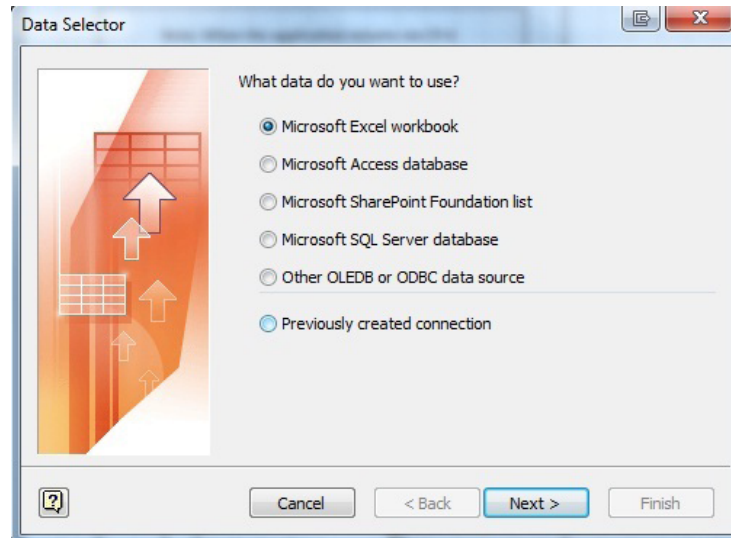 Data Selector
What data do you want to use?
Microsoft Excel workbook
Microsoft Access database
Microsoft SharePoint Foundation list
Microsoft SQL Server database
Other OLEDB or ODBC data source
Previously created connection
Cancel
< Back
Next >
Finish